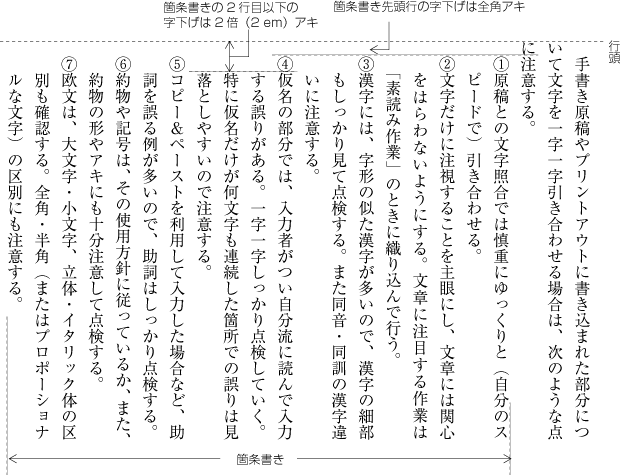 箇条書きの2行目以下の
字下げは2倍（2 em）アキ
箇条書き先頭行の字下げは全角アキ
行頭
手書き原稿やプリントアウトに書き込まれた部分につ
いて文字を一字一字引き合わせる場合は、次のような点
に注意する。
①原稿との文字照合では慎重にゆっくりと（自分のス
ピードで）引き合わせる。
②文字だけに注視することを主眼にし、文章には関心
をはらわないようにする。文章に注目する作業は
「素読み作業」のときに織り込んで行う。
③漢字には、字形の似た漢字が多いので、漢字の細部
もしっかり見て点検する。また同音・同訓の漢字違
いに注意する。
④仮名の部分では、入力者がつい自分流に読んで入力
する誤りがある。一字一字しっかり点検していく。
特に仮名だけが何文字も連続した箇所での誤りは見
落としやすいので注意する。
⑤コピー＆ペーストを利用して入力した場合など、助
詞を誤る例が多いので、助詞はしっかり点検する。
⑥約物や記号は、その使用方針に従っているか、また、
約物の形やアキにも十分注意して点検する。
⑦欧文は、大文字・小文字、立体・イタリック体の区
別も確認する。全角・半角（またはプロポーショナ
ルな文字）の区別にも注意する。
箇条書き